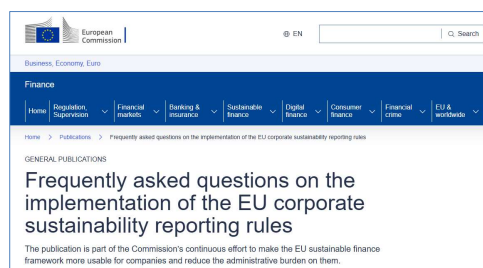 European
Commission
EN
Search
Business, Economy, Euro
Finance
Home
Regulation,
Supervision
Financial
markets
Banking &
insurance
Sustainable
finance
Digital
finance
Consumer
finance
Financial
crime
EU &
worldwide
Home > Publications > Frequently asked questions on the implementation of the EU corporate sustainability reporting rules
GENERAL PUBLICATIONS
Frequently asked questions on the
implementation of the EU corporate
sustainability reporting rules
The publication is part of the Commission's continuous effort to make the EU sustainable finance
framework more usable for companies and reduce the administrative burden on them.